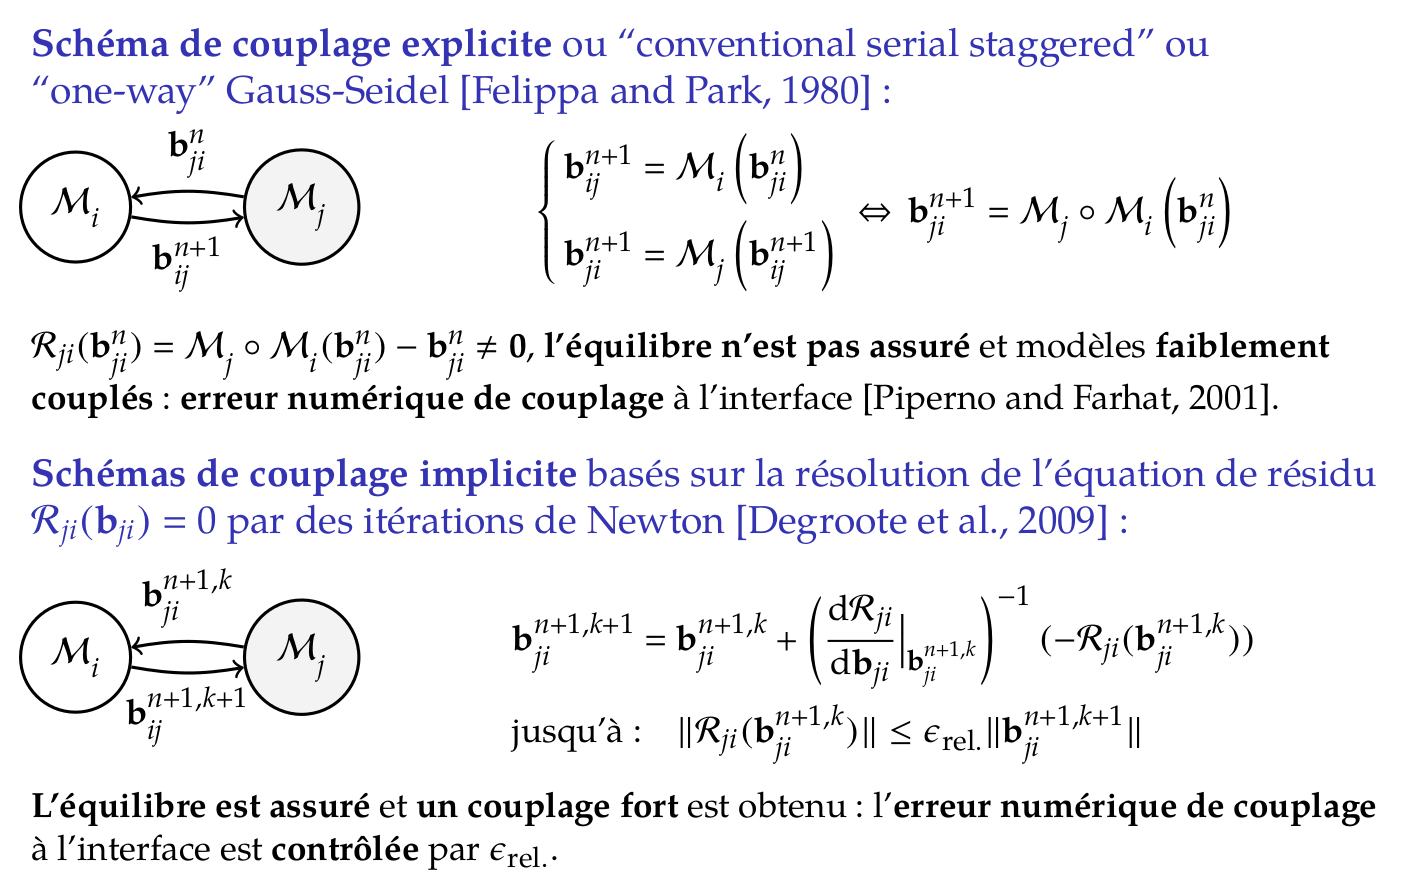 Schéma de couplage explicite ou “conventional serial staggered” ou
“one-way” Gauss-Seidel [Felippa and Park, 1980] :
$\mathbf{b}_{ji}^{n}$
$\mathcal{M}_i$ $\mathcal{M}_j$
$\mathbf{b}_{ij}^{n+1}$
$\begin{cases} \mathbf{b}_{ij}^{n+1} = \mathcal{M}_i \left(\mathbf{b}_{ji}^{n}\right) \\ \mathbf{b}_{ji}^{n+1} = \mathcal{M}_j \left(\mathbf{b}_{ij}^{n+1}\right) \end{cases} \Leftrightarrow \mathbf{b}_{ji}^{n+1} = \mathcal{M}_j \circ \mathcal{M}_i \left(\mathbf{b}_{ji}^{n}\right)$
$\mathcal{R}_{ji}(\mathbf{b}_{ji}^{n}) = \mathcal{M}_j \circ \mathcal{M}_i(\mathbf{b}_{ji}^{n}) - \mathbf{b}_{ji}^{n} \neq \mathbf{0}$, l’équilibre n’est pas assuré et modèles faiblement
couplés : erreur numérique de couplage à l’interface [Piperno and Farhat, 2001].
Schémas de couplage implicite basés sur la résolution de l’équation de résidu
$\mathcal{R}_{ji}(\mathbf{b}_{ji}) = 0$ par des itérations de Newton [Degroote et al., 2009] :
$\mathbf{b}_{ji}^{n+1,k}$
$\mathcal{M}_i$ $\mathcal{M}_j$
$\mathbf{b}_{ij}^{n+1,k+1}$
$\mathbf{b}_{ji}^{n+1,k+1} = \mathbf{b}_{ji}^{n+1,k} + \left(\frac{\mathrm{d}\mathcal{R}_{ji}}{\mathrm{d}\mathbf{b}_{ji}}\Big|_{\mathbf{b}_{ji}^{n+1,k}}\right)^{-1} (-\mathcal{R}_{ji}(\mathbf{b}_{ji}^{n+1,k}))$
jusqu’à : $\|\mathcal{R}_{ji}(\mathbf{b}_{ji}^{n+1,k})\| \leq \epsilon_{\text{rel.}} \|\mathbf{b}_{ji}^{n+1,k+1}\|$
L’équilibre est assuré et un couplage fort est obtenu : l’erreur numérique de couplage
à l’interface est contrôlée par $\epsilon_{\text{rel.}}$.